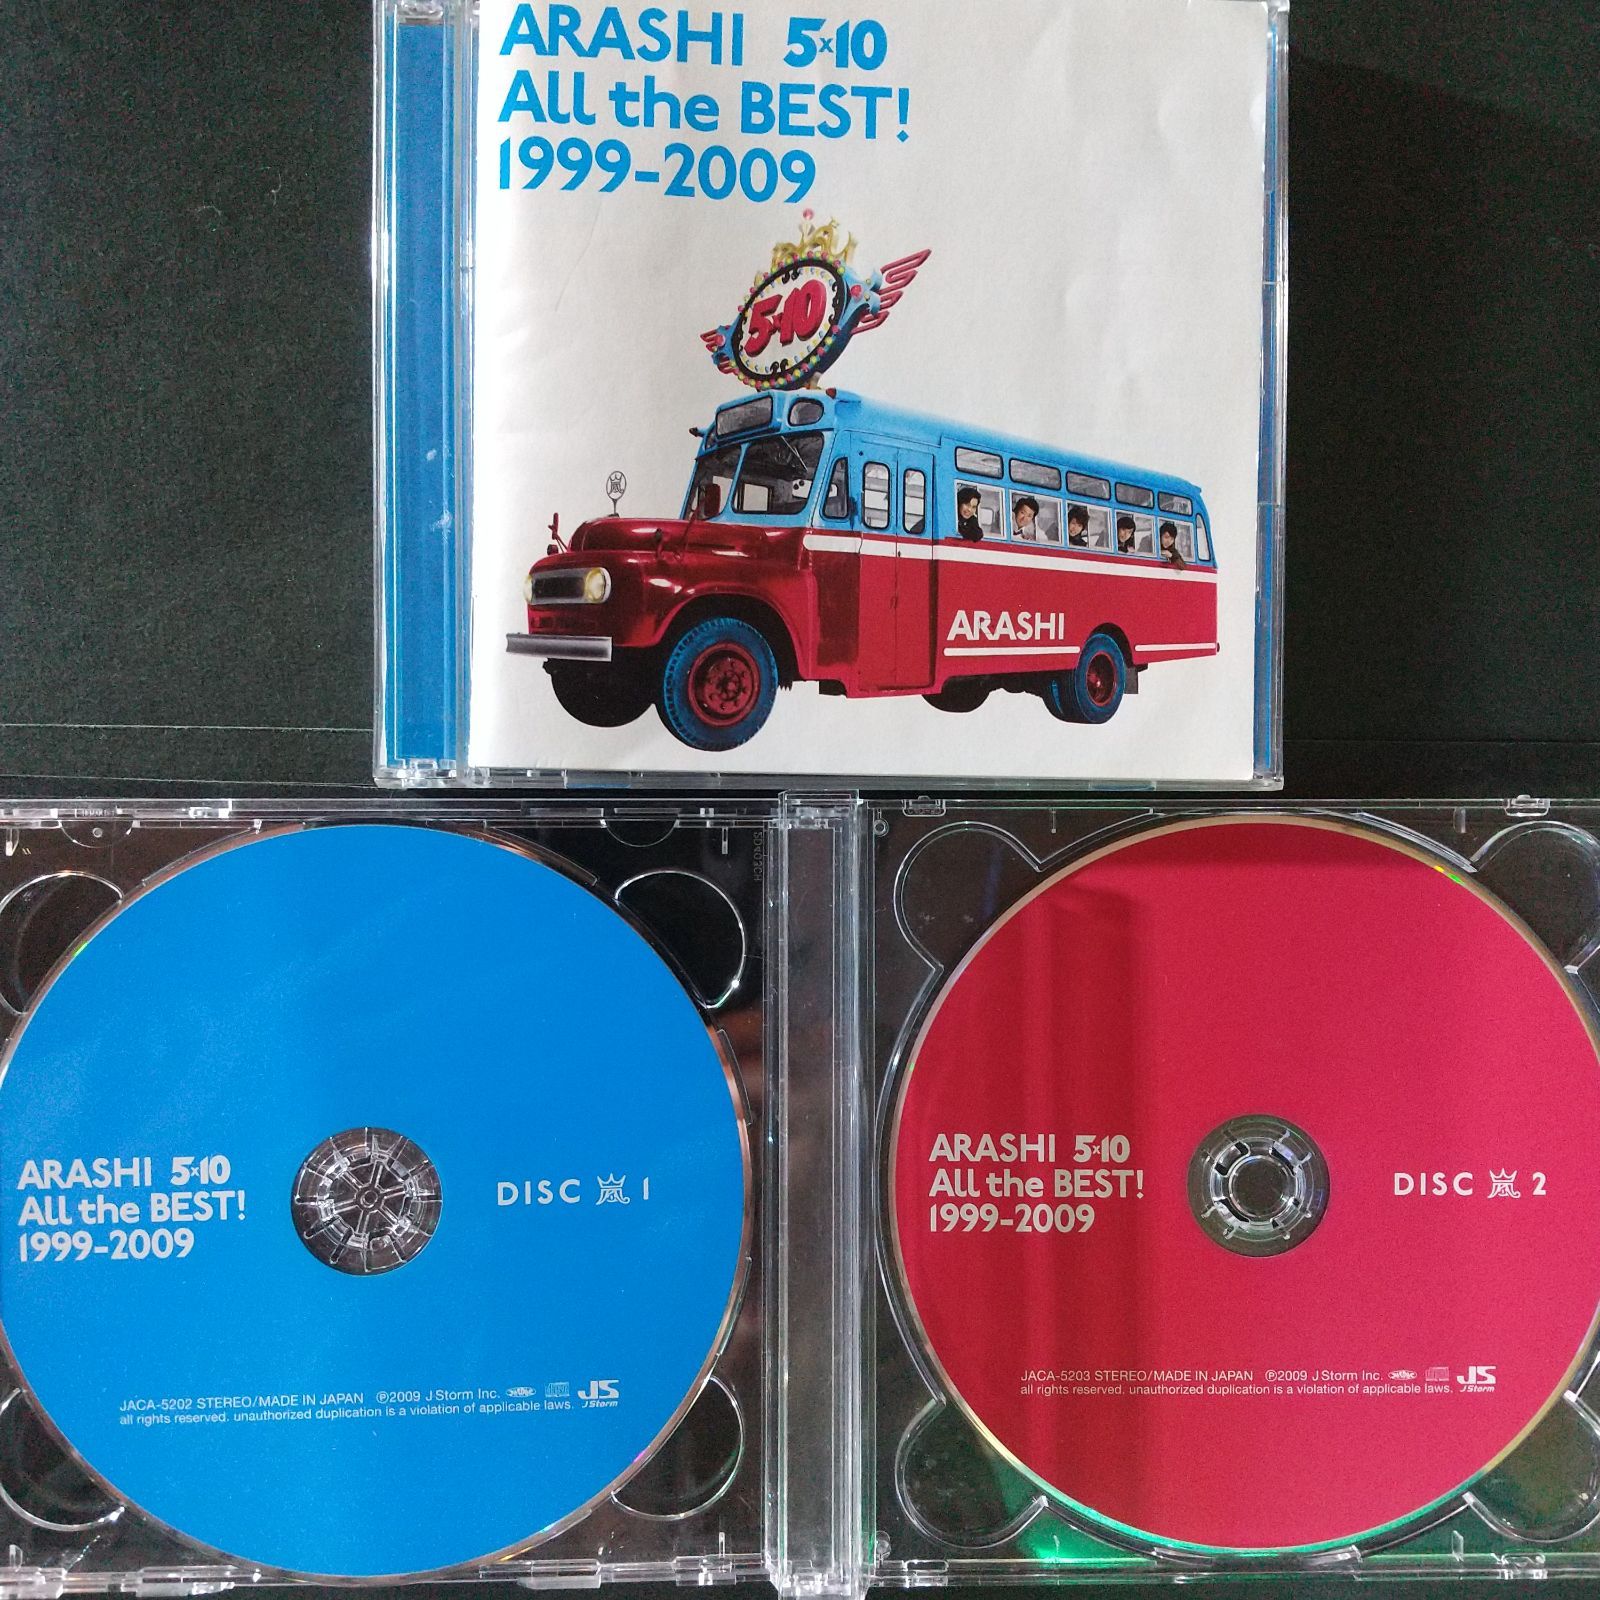 ARASHI 5×10
All the BEST!
1999-2009
5×10
嵐
ARASHI
ARASHI 5×10
All the BEST!
1999-2009
DISC 嵐 1
JACA-5202 STEREO/MADE IN JAPAN ℗2009 J Storm Inc. JS
all rights reserved. unauthorized duplication is a violation of applicable laws. J Storm
ARASHI 5×10
All the BEST!
1999-2009
DISC 嵐 2
JACA-5203 STEREO/MADE IN JAPAN ℗2009 J Storm Inc. JS
all rights reserved. unauthorized duplication is a violation of applicable laws. J Storm